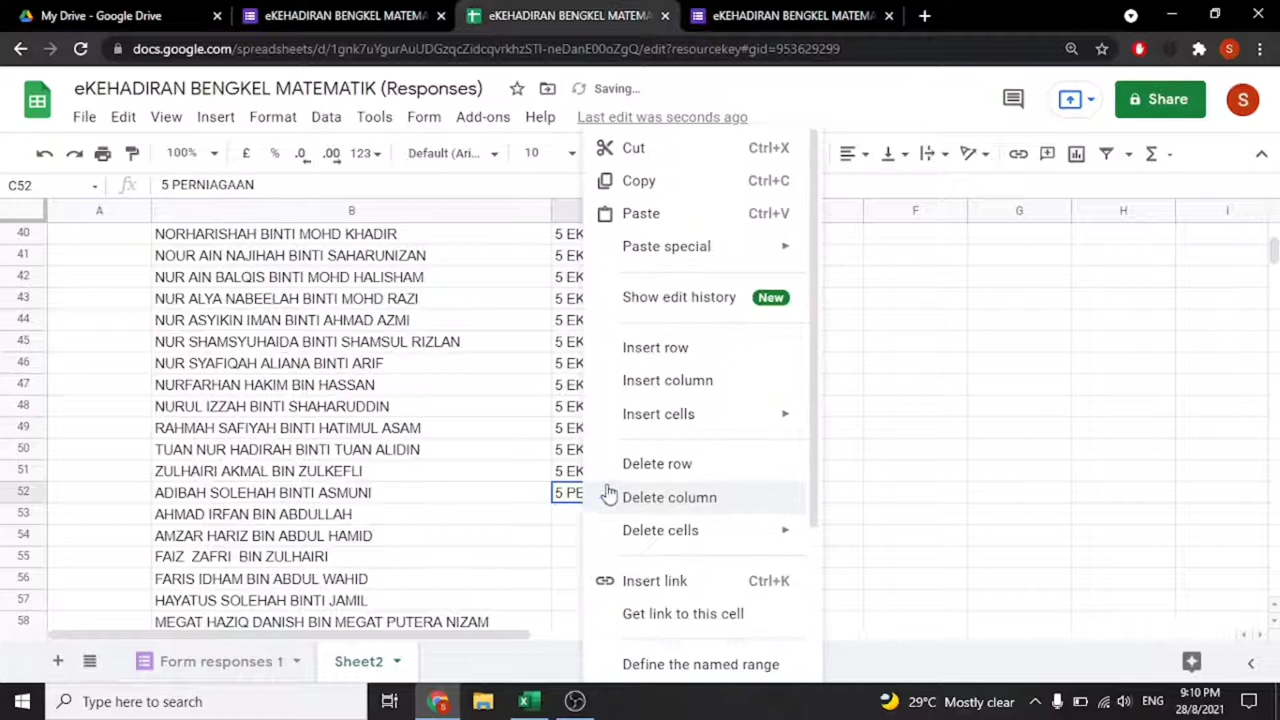 My Drive - Google Drive
eKEHADIRAN BENGKEL MATEMA
eKEHADIRAN BENGKEL MATEMA
eKEHADIRAN BENGKEL MATEMA
docs.google.com/spreadsheets/d/1gnk7uYgurAuUDGzqcZidcqvrkhzSTI-neDanE00oZgQ/edit?resourcekey#gid=953629299
S
eKEHADIRAN BENGKEL MATEMATIK (Responses)
Saving...
Share
S
File Edit View Insert Format Data Tools Form Add-ons Help Last edit was seconds ago
100% £ % .0 .00 123 Default (Ari... 10
C52 fx 5 PERNIAGAAN
A B F G H I
40 NORHARISHAH BINTI MOHD KHADIR 5 EK
41 NOUR AIN NAJIHAH BINTI SAHARUNIZAN 5 EK
42 NUR AIN BALQIS BINTI MOHD HALISHAM 5 EK
43 NUR ALYA NABEELAH BINTI MOHD RAZI 5 EK
44 NUR ASYIKIN IMAN BINTI AHMAD AZMI 5 EK
45 NUR SHAMSYUHAIDA BINTI SHAMSUL RIZLAN 5 EK
46 NUR SYAFIQAH ALIANA BINTI ARIF 5 EK
47 NURFARHAN HAKIM BIN HASSAN 5 EK
48 NURUL IZZAH BINTI SHAHARUDDIN 5 EK
49 RAHMAH SAFIYAH BINTI HATIMUL ASAM 5 EK
50 TUAN NUR HADIRAH BINTI TUAN ALIDIN 5 EK
51 ZULHAIRI AKMAL BIN ZULKEFLI 5 EK
52 ADIBAH SOLEHAH BINTI ASMUNI 5 PE
53 AHMAD IRFAN BIN ABDULLAH
54 AMZAR HARIZ BIN ABDUL HAMID
55 FAIZ ZAFRI BIN ZULHAIRI
56 FARIS IDHAM BIN ABDUL WAHID
57 HAYATUS SOLEHAH BINTI JAMIL
58 MEGAT HAZIQ DANISH BIN MEGAT PUTERA NIZAM
Cut Ctrl+X
Copy Ctrl+C
Paste Ctrl+V
Paste special
Show edit history New
Insert row
Insert column
Insert cells
Delete row
Delete column
Delete cells
Insert link Ctrl+K
Get link to this cell
Define the named range
Form responses 1
Sheet2
Type here to search
29°C Mostly clear
ENG
9:10 PM
28/8/2021